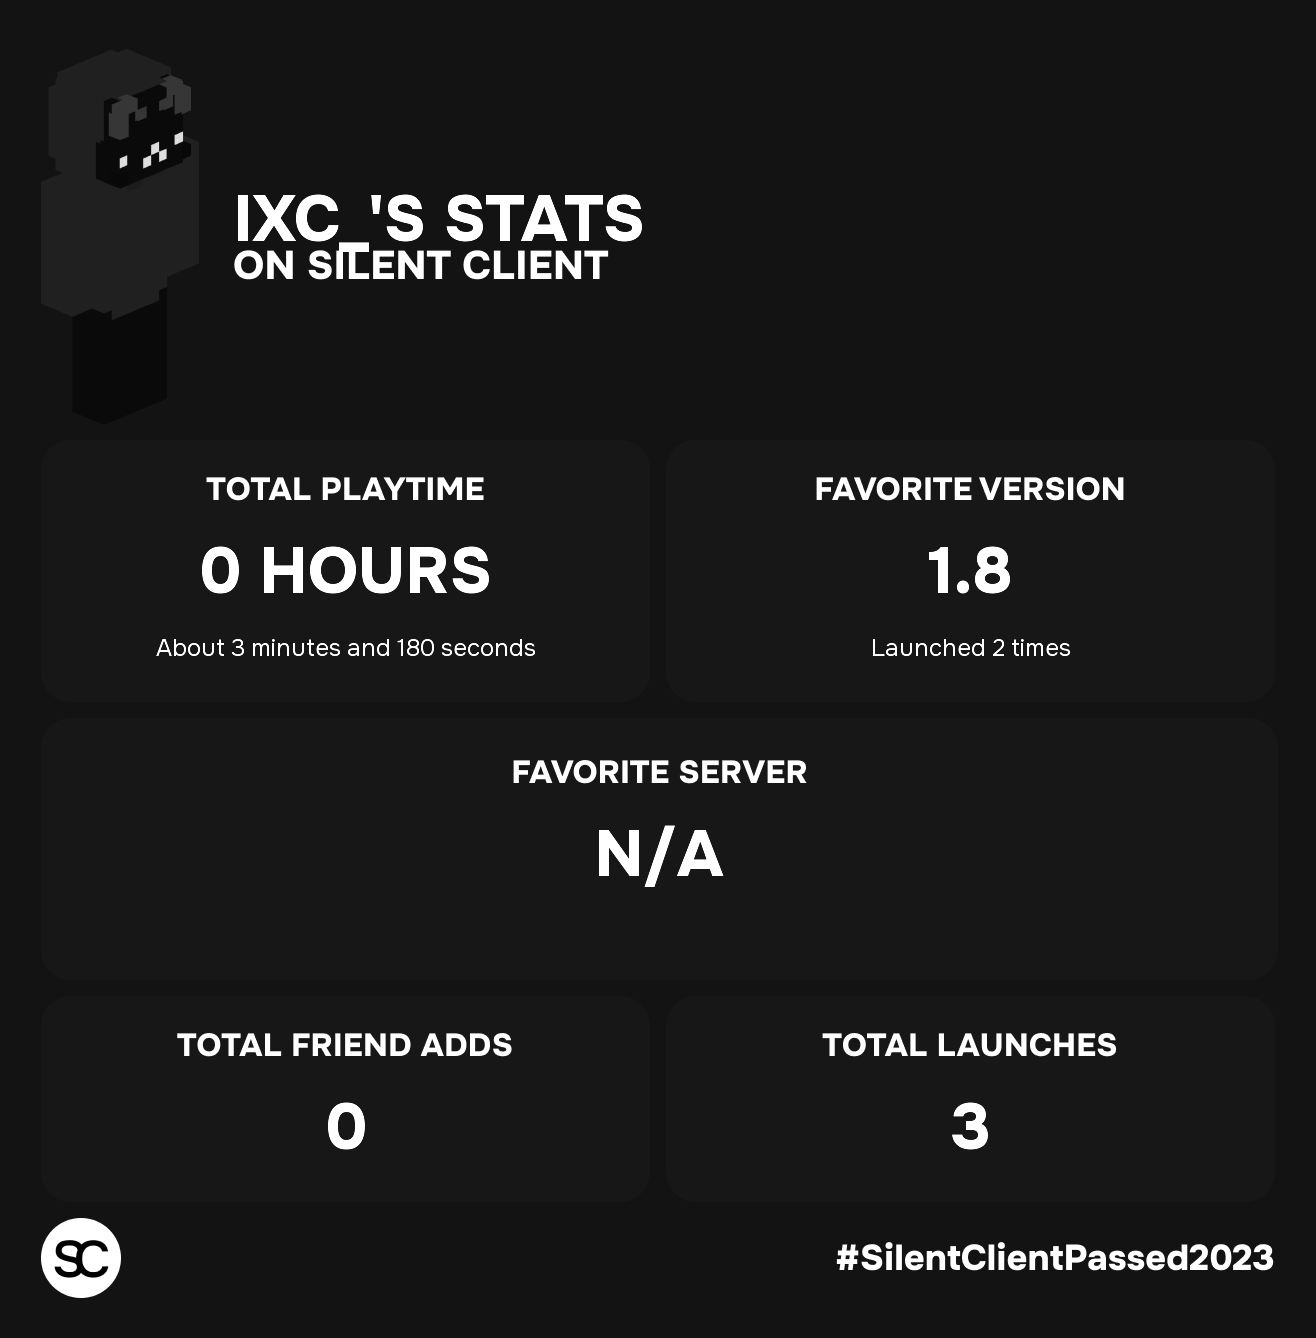 IXC_'S STATS
ON SILENT CLIENT
TOTAL PLAYTIME
0 HOURS
About 3 minutes and 180 seconds
FAVORITE VERSION
1.8
Launched 2 times
FAVORITE SERVER
N/A
TOTAL FRIEND ADDS
0
TOTAL LAUNCHES
3
SC
#SilentClientPassed2023